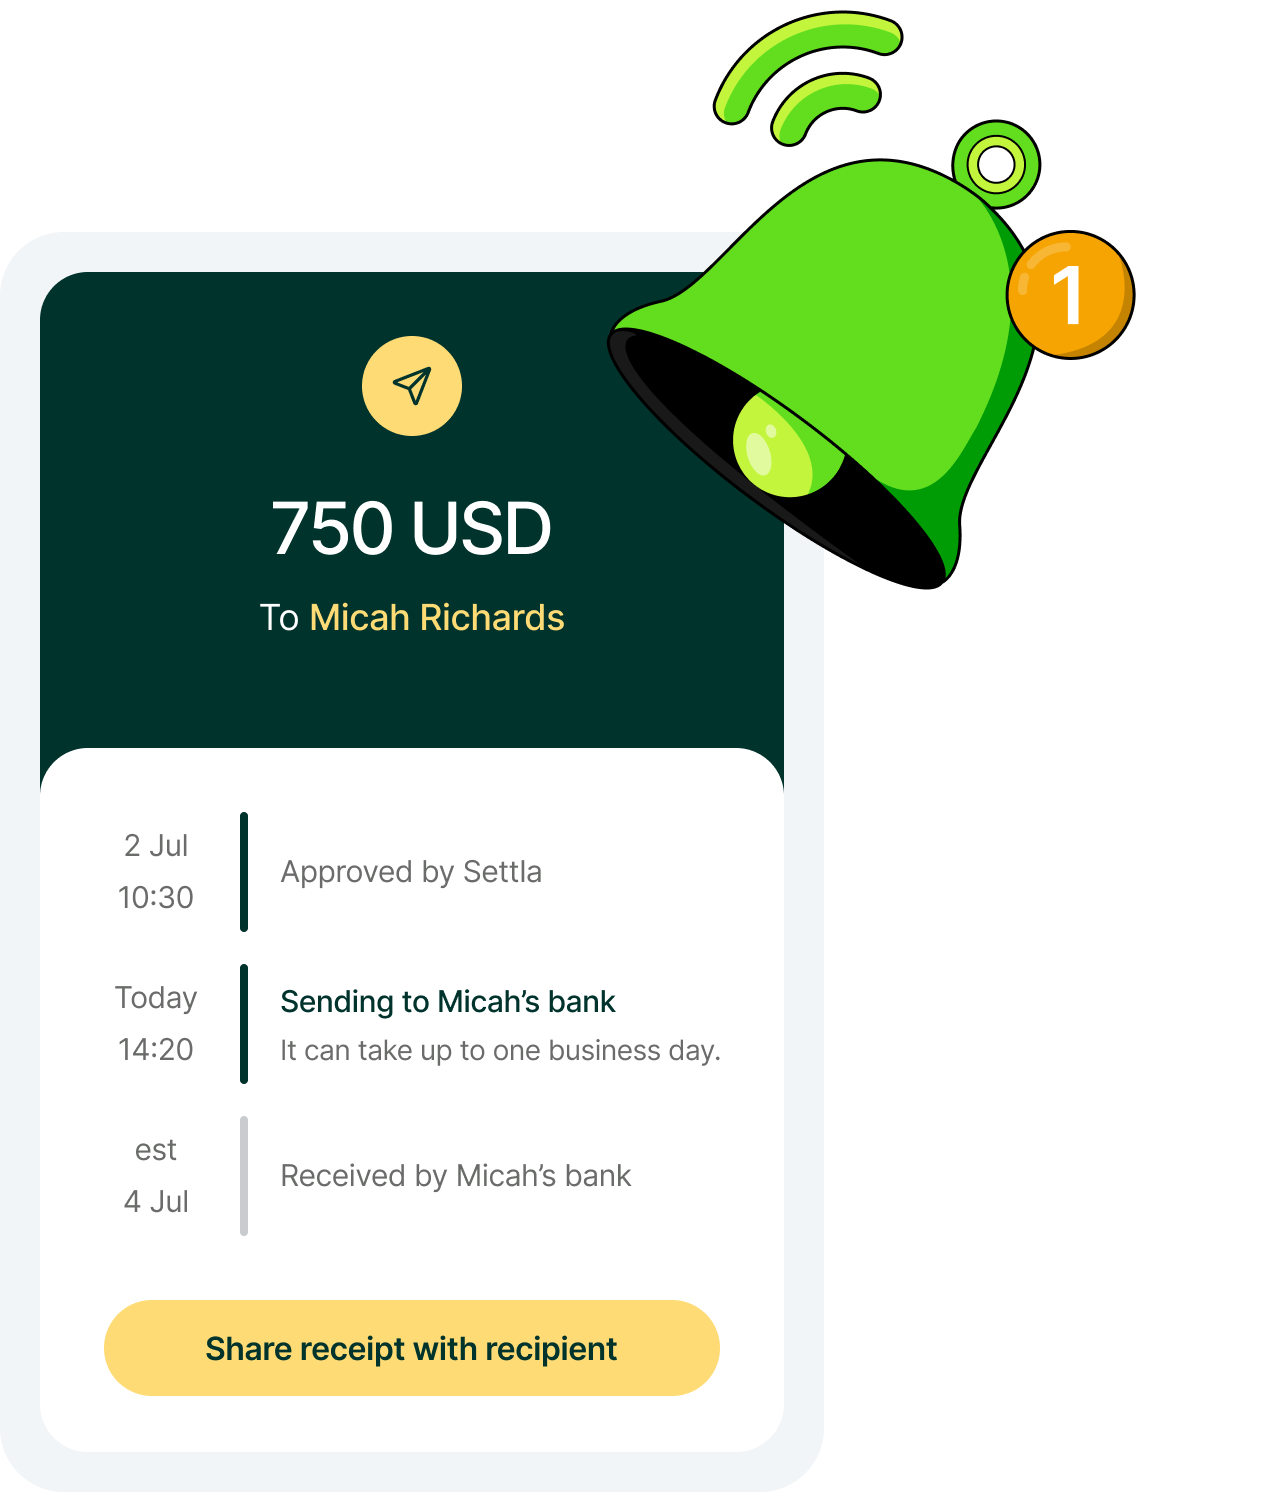 1
750 USD
To Micah Richards
2 Jul
10:30
Approved by Settla
Today
14:20
Sending to Micah’s bank
It can take up to one business day.
est
4 Jul
Received by Micah’s bank
Share receipt with recipient